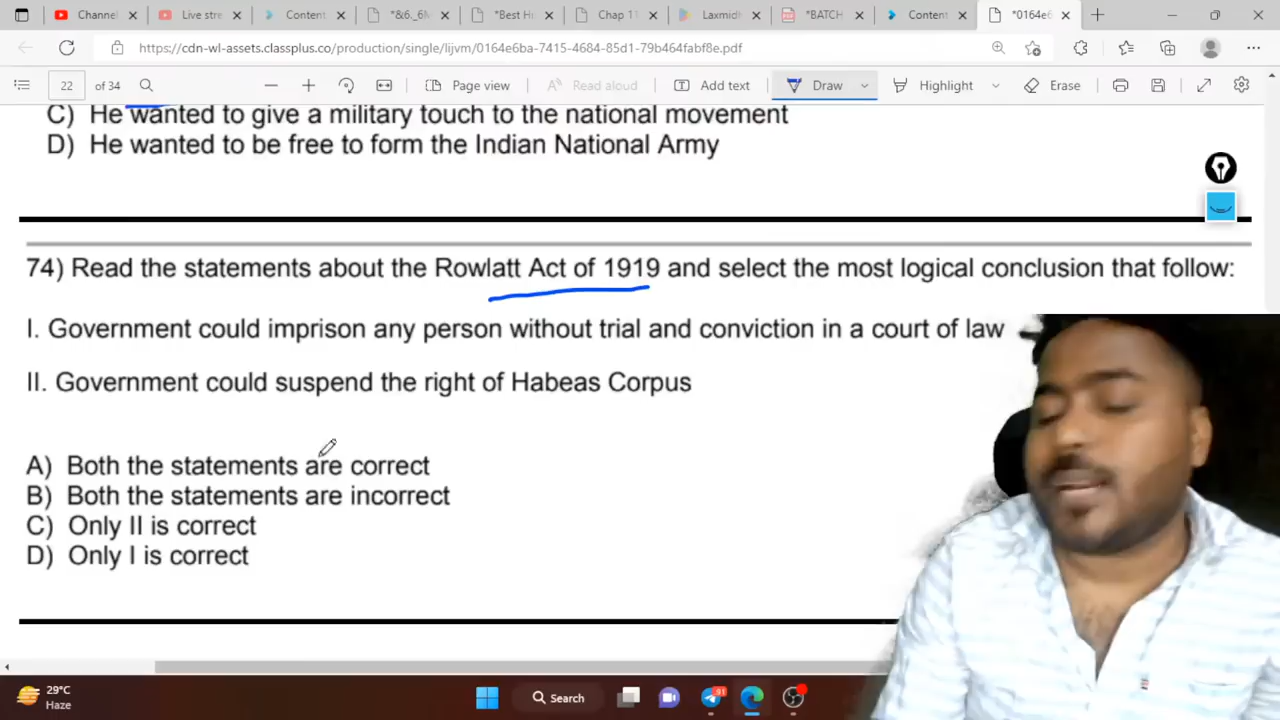 Channel
Live stre
Content
*&6._6M
*Best Hi
Chap 11
Laxmidh
*BATCH
Content
*0164e6
https://cdn-wl-assets.classplus.co/production/single/lijvm/0164e6ba-7415-4684-85d1-79b464fabf8e.pdf
22 of 34
Page view
Read aloud
Add text
Draw
Highlight
Erase
C) He wanted to give a military touch to the national movement
D) He wanted to be free to form the Indian National Army
74) Read the statements about the Rowlatt Act of 1919 and select the most logical conclusion that follow:
I. Government could imprison any person without trial and conviction in a court of law
II. Government could suspend the right of Habeas Corpus
A) Both the statements are correct
B) Both the statements are incorrect
C) Only II is correct
D) Only I is correct
29°C
Haze
Search